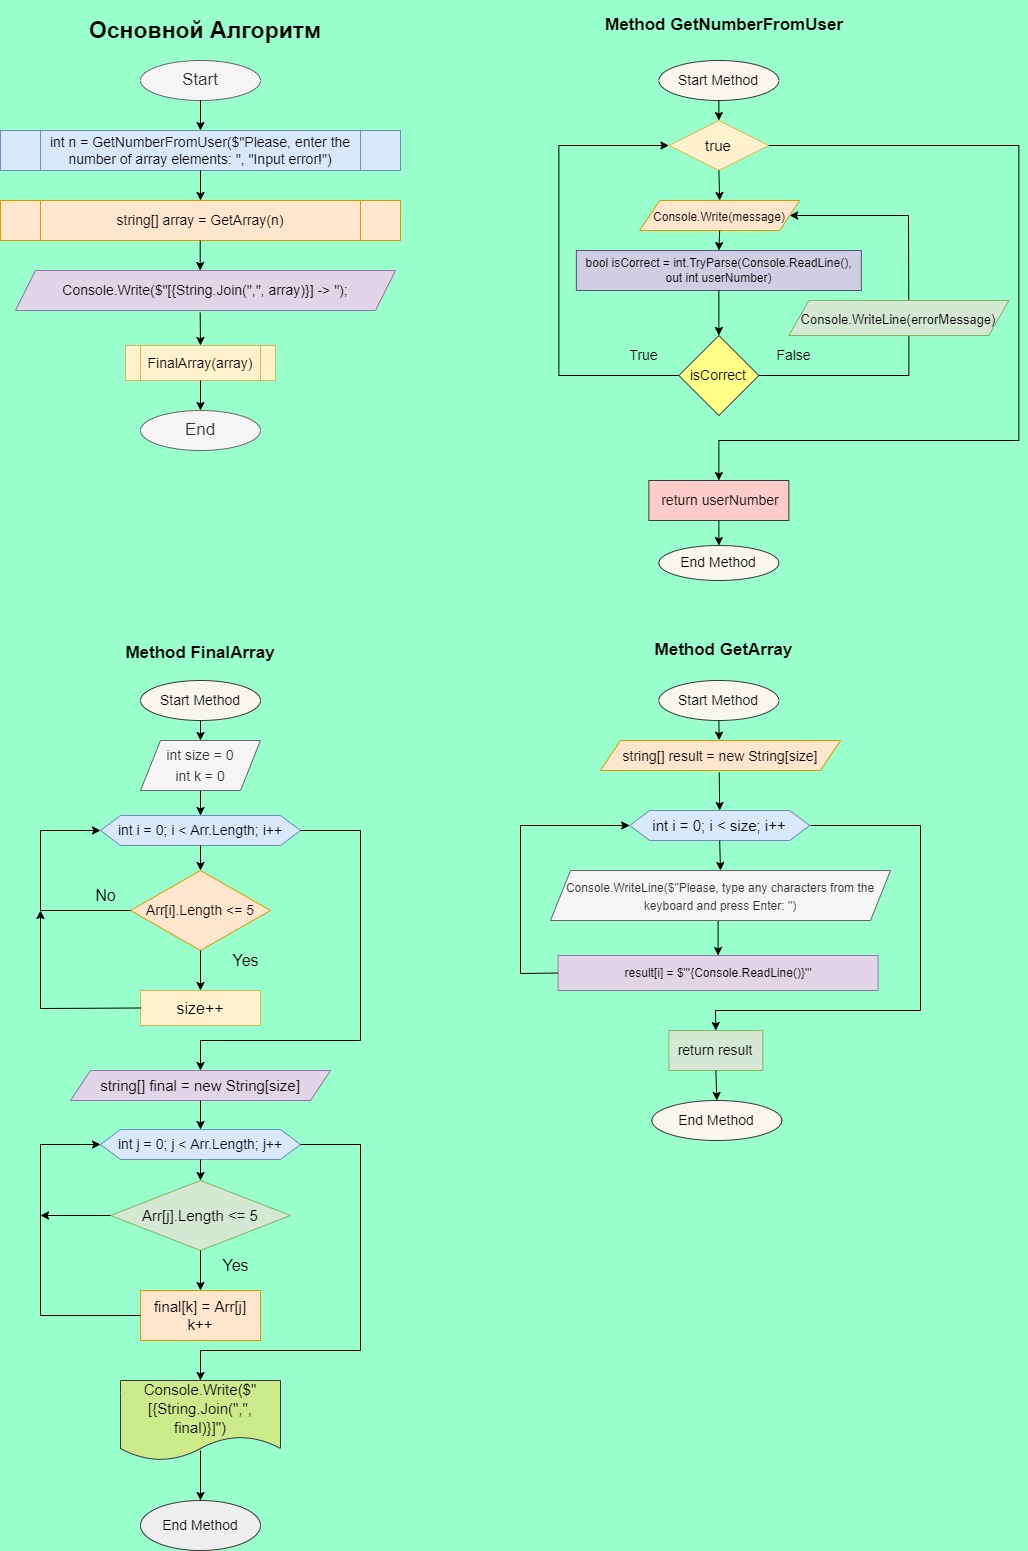 Основной Алгоритм
Start
int n = GetNumberFromUser($"Please, enter the
number of array elements: ", "Input error!")
string[] array = GetArray(n)
Console.Write($"[{String.Join(",", array)}] -> ");
FinalArray(array)
End
Method GetNumberFromUser
Start Method
true
Console.Write(message)
bool isCorrect = int.TryParse(Console.ReadLine(),
out int userNumber)
Console.WriteLine(errorMessage)
True
False
isCorrect
return userNumber
End Method
Method FinalArray
Start Method
int size = 0
int k = 0
int i = 0; i < Arr.Length; i++
No
Arr[i].Length <= 5
Yes
size++
string[] final = new String[size]
int j = 0; j < Arr.Length; j++
Arr[j].Length <= 5
Yes
final[k] = Arr[j]
k++
Console.Write($"
[{String.Join(",",
final)}]")
End Method
Method GetArray
Start Method
string[] result = new String[size]
int i = 0; i < size; i++
Console.WriteLine($"Please, type any characters from the
keyboard and press Enter: ")
result[i] = $"'{Console.ReadLine()}'"
return result
End Method